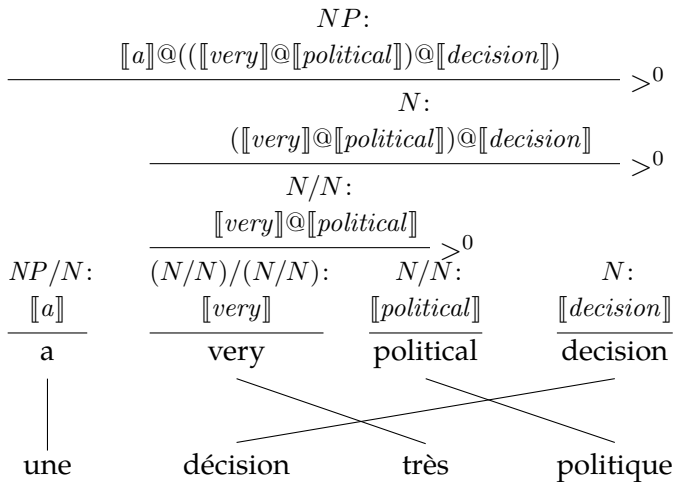 NP:
⟦a⟧@((⟦very⟧@⟦political⟧)@⟦decision⟧)
>0
N:
(⟦very⟧@⟦political⟧)@⟦decision⟧
>0
N/N:
⟦very⟧@⟦political⟧
>0
NP/N: (N/N)/(N/N): N/N: N:
⟦a⟧ ⟦very⟧ ⟦political⟧ ⟦decision⟧
a very political decision
une décision très politique